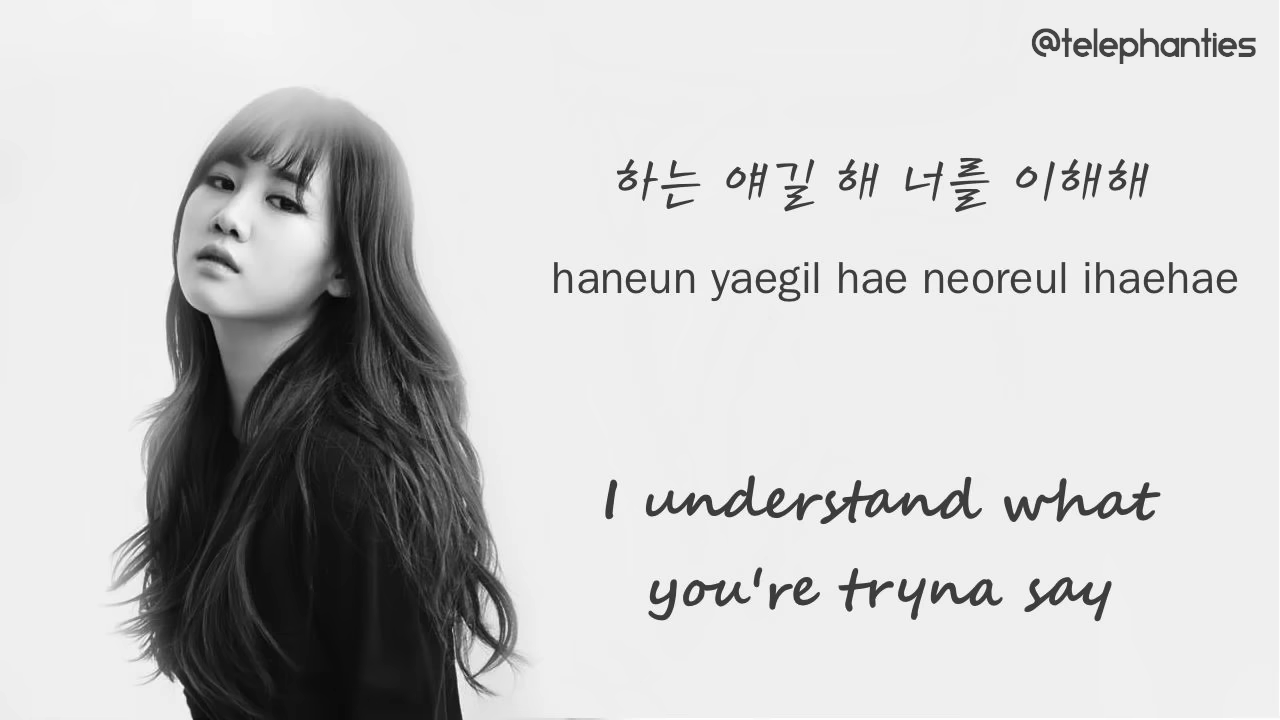 @telephanties
하는 얘길 해 너를 이해해
haneun yaegil hae neoreul ihaehae
I understand what
you're tryna say